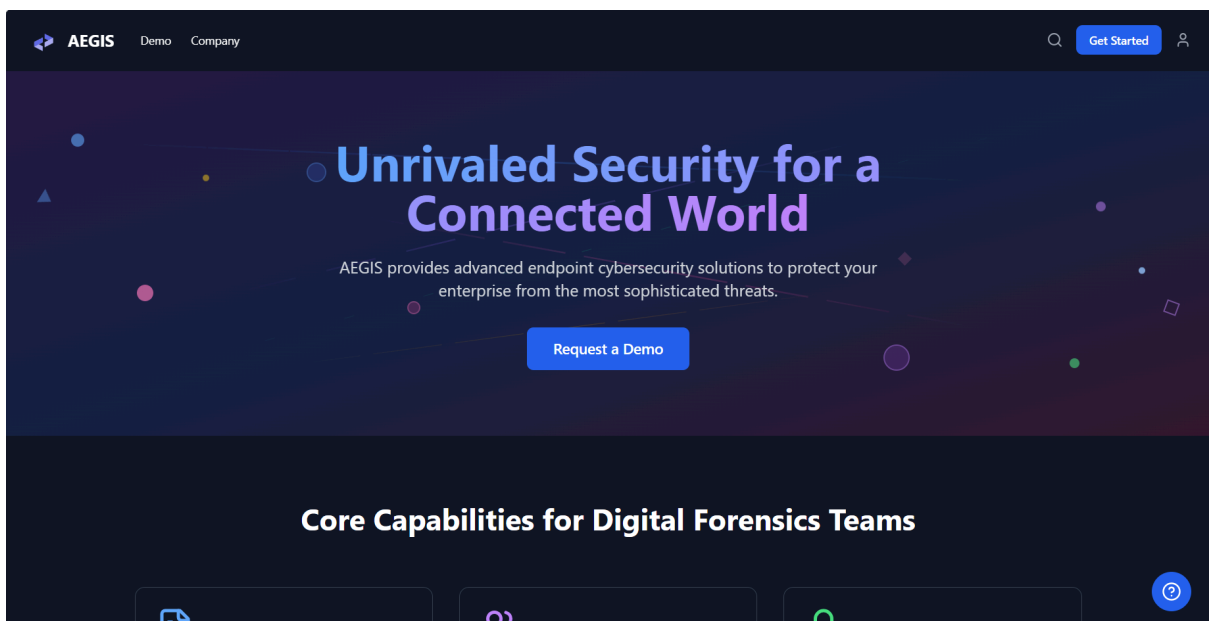 AEGIS Demo Company Get Started
Unrivaled Security for a
Connected World
AEGIS provides advanced endpoint cybersecurity solutions to protect your
enterprise from the most sophisticated threats.
Request a Demo
Core Capabilities for Digital Forensics Teams